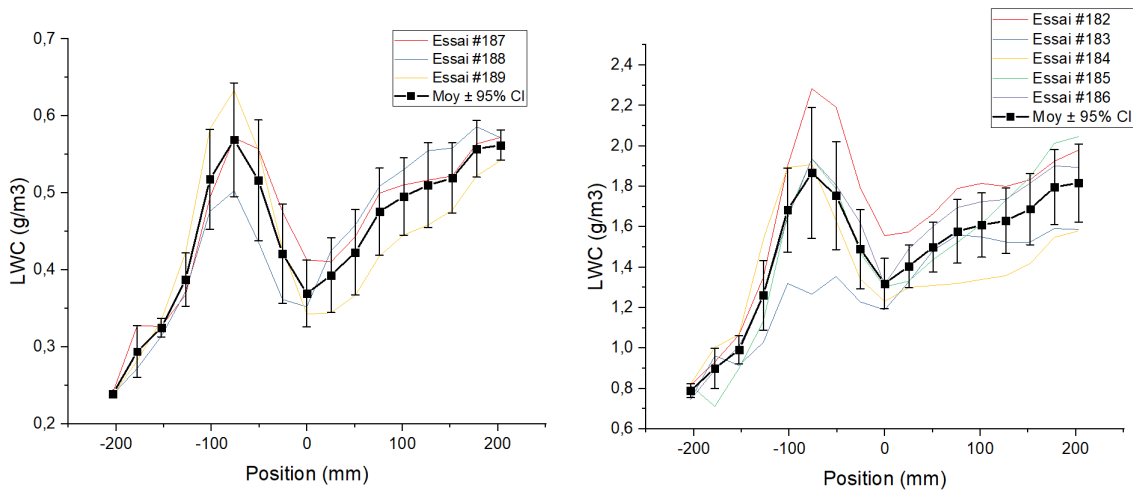 0,7
0,6
0,5
0,4
0,3
0,2
LWC (g/m3)
-200 -100 0 100 200
Position (mm)
Essai #187
Essai #188
Essai #189
Moy ± 95% CI
2,4
2,2
2,0
1,8
1,6
1,4
1,2
1,0
0,8
0,6
LWC (g/m3)
-200 -100 0 100 200
Position (mm)
Essai #182
Essai #183
Essai #184
Essai #185
Essai #186
Moy ± 95% CI